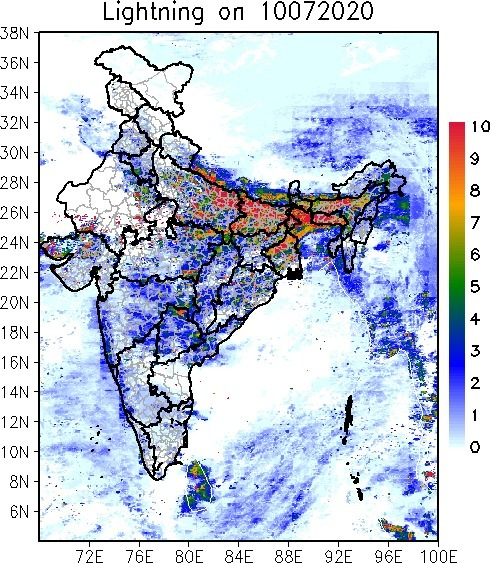 Lightning on 10072020
38N
36N
34N
32N
30N
28N
26N
24N
22N
20N
18N
16N
14N
12N
10N
8N
6N
72E 76E 80E 84E 88E 92E 96E 100E
10
9
8
7
6
5
4
3
2
1
0